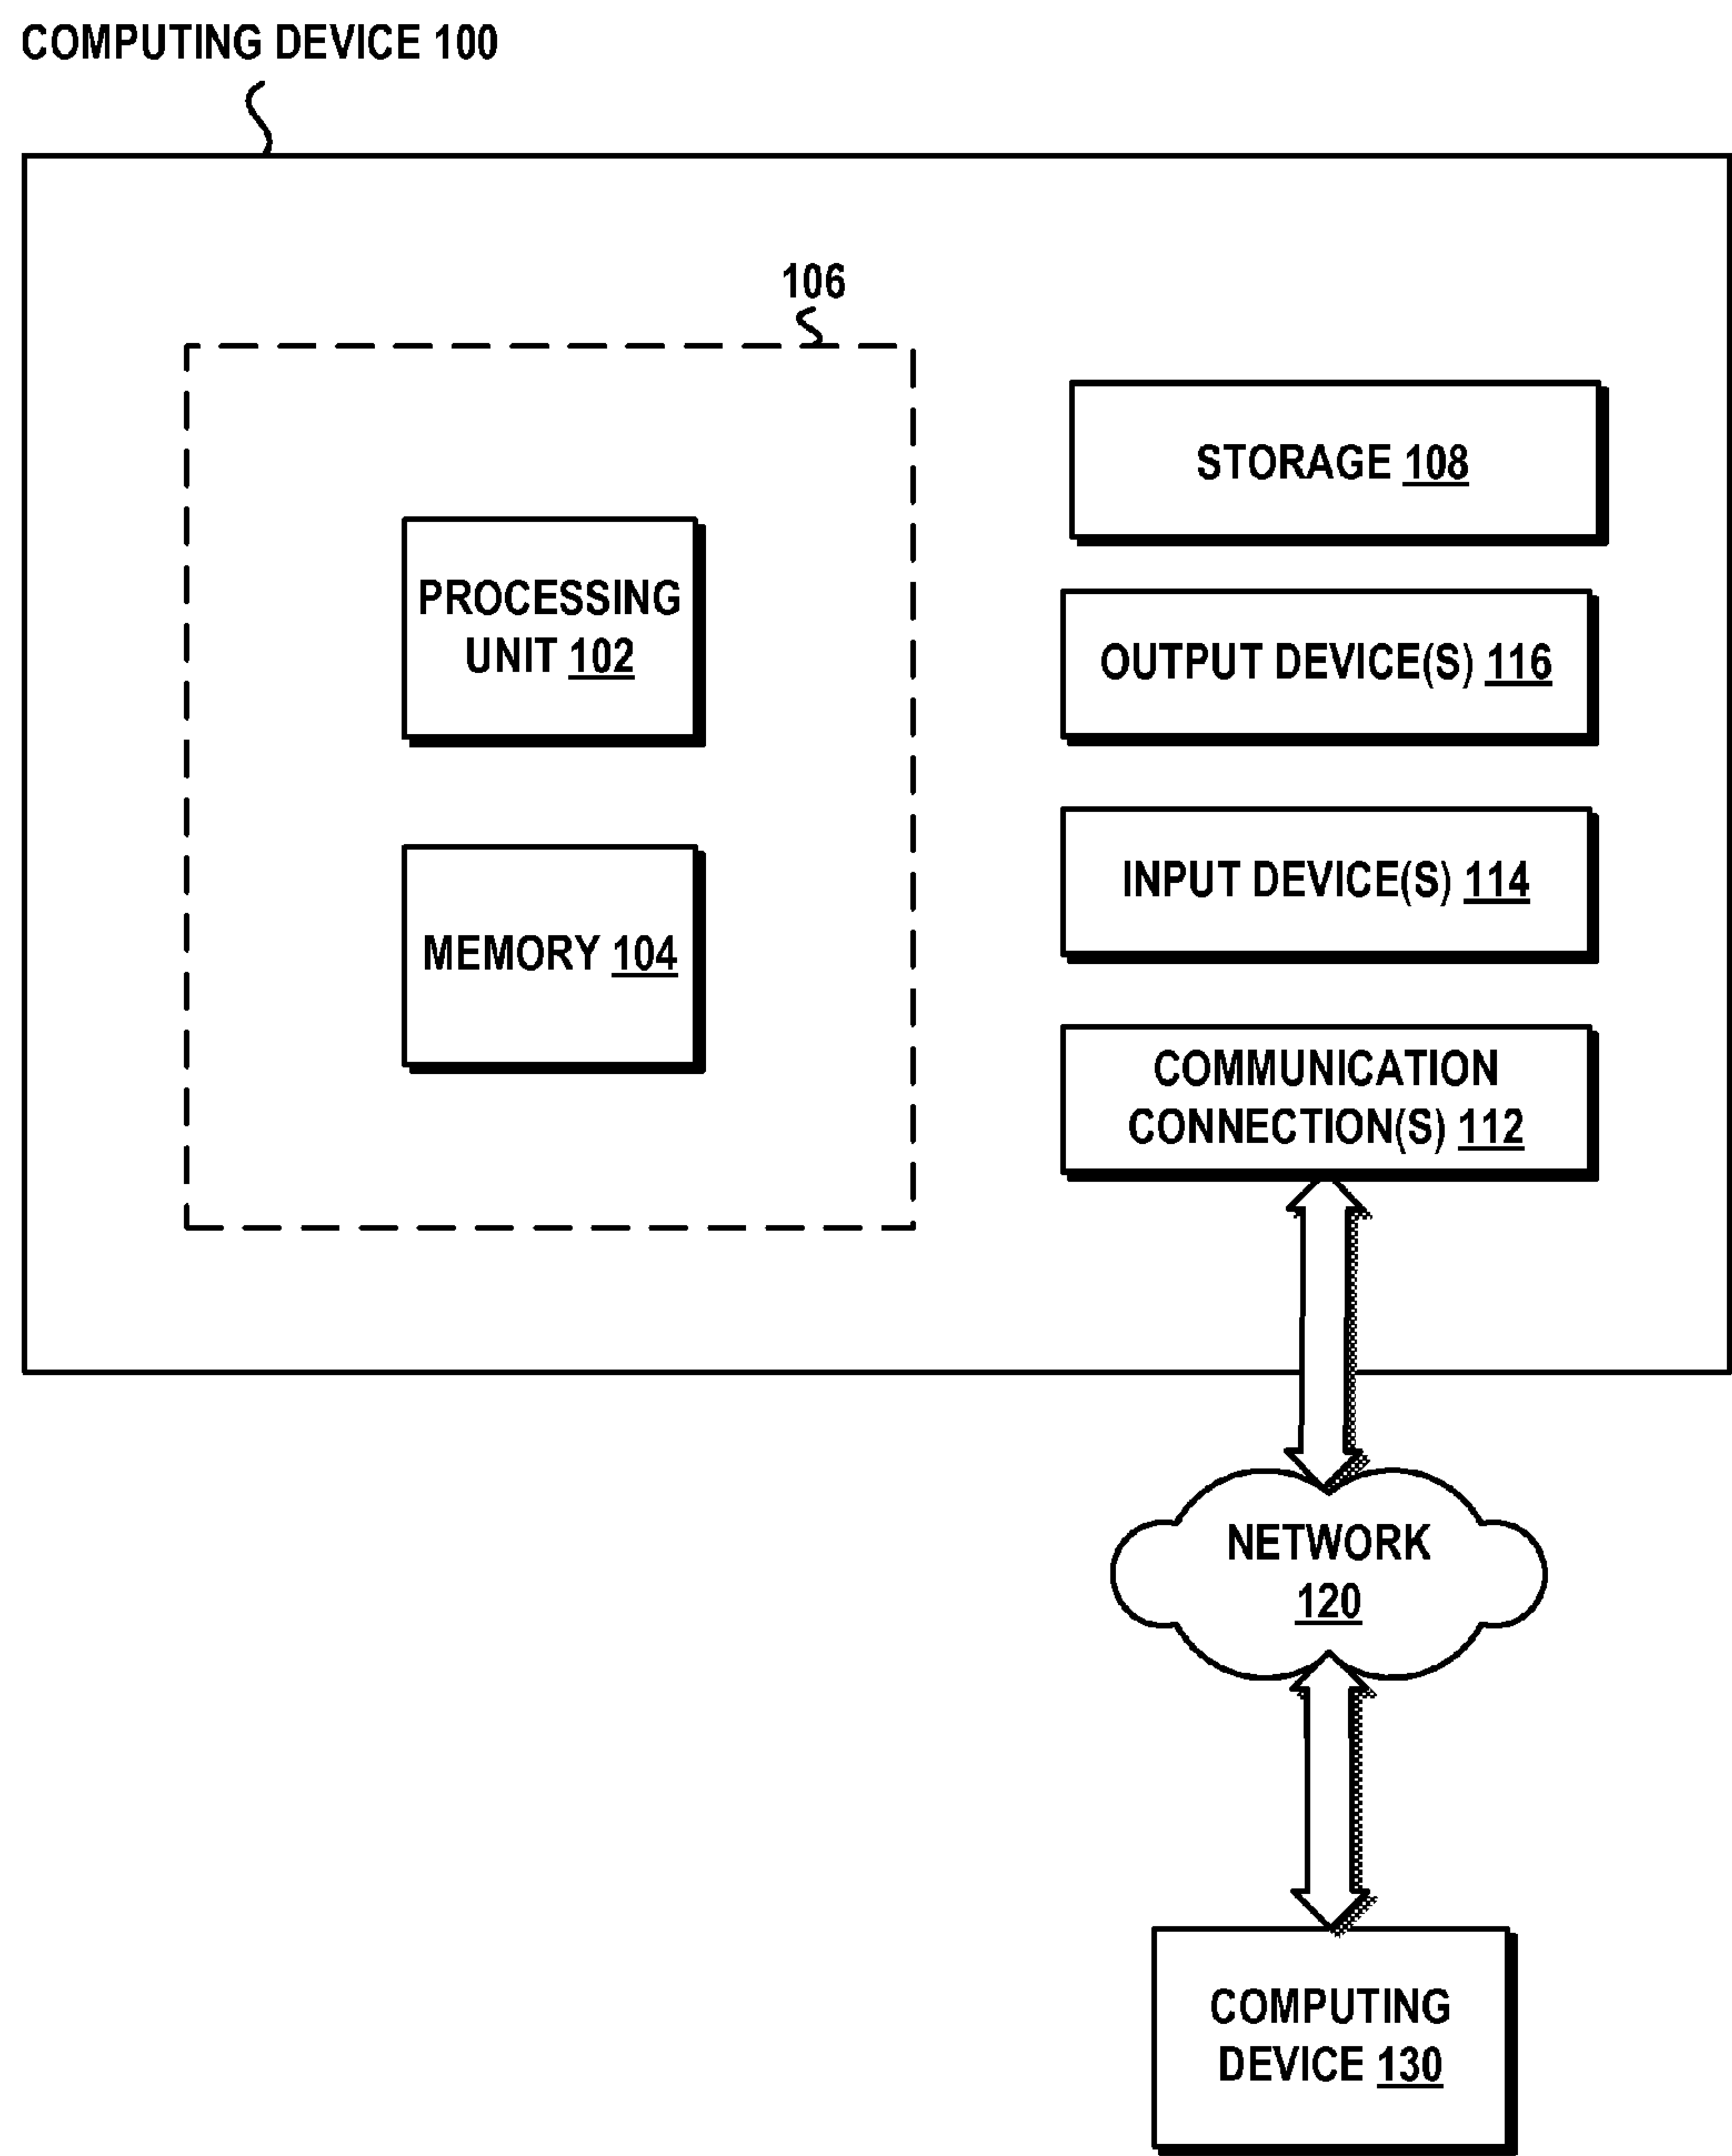 COMPUTING DEVICE 100
106
PROCESSING
UNIT 102
MEMORY 104
STORAGE 108
OUTPUT DEVICE(S) 116
INPUT DEVICE(S) 114
COMMUNICATION
CONNECTION(S) 112
NETWORK
120
COMPUTING
DEVICE 130